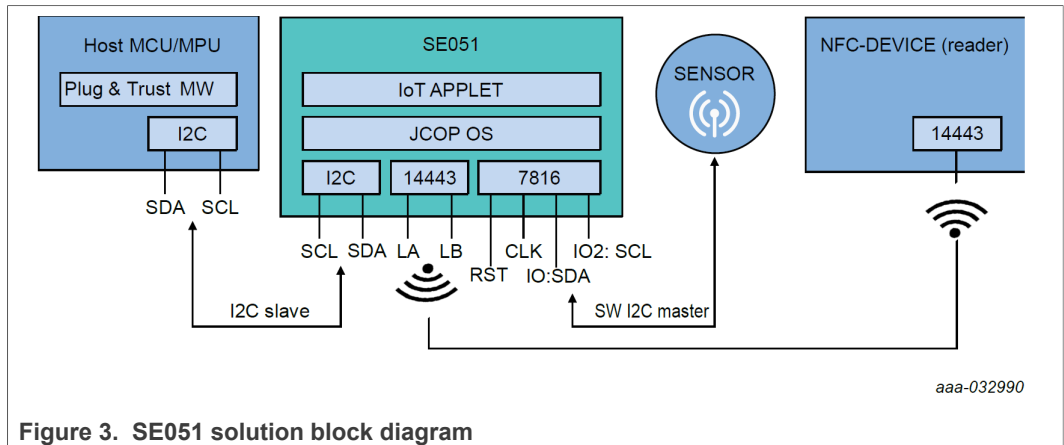 Host MCU/MPU
Plug & Trust MW
I2C
SDA SCL
SE051
IoT APPLET
JCOP OS
I2C 14443 7816
SCL SDA LA LB RST CLK IO:SDA IO2: SCL
SENSOR
NFC-DEVICE (reader)
14443
I2C slave
SW I2C master
aaa-032990
Figure 3. SE051 solution block diagram